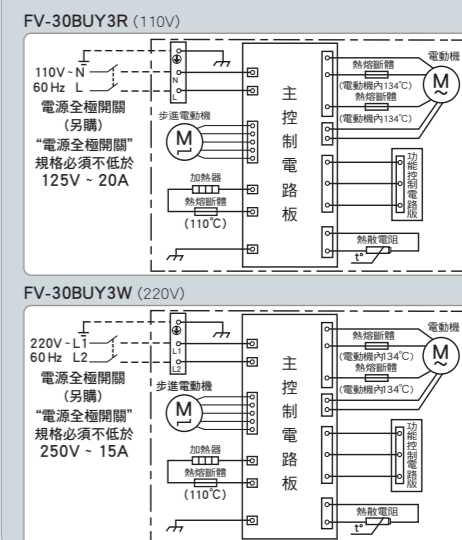 FV-30BUY3R (110V)
110V ~ N
60 Hz L
電源全極開關
(另購)
“電源全極開關”
規格必須不低於
125V ~ 20A
N
L
步進電動機
M
加熱器
熱熔斷體
(110°C)
主控制電路板
熱熔斷體
(電動機內134°C)
熱熔斷體
(電動機內134°C)
電動機
M
~
功能控制電路版
熱散電阻
t°
FV-30BUY3W (220V)
220V ~ L1
60 Hz L2
電源全極開關
(另購)
“電源全極開關”
規格必須不低於
250V ~ 15A
L1
L2
步進電動機
M
加熱器
熱熔斷體
(110°C)
主控制電路板
熱熔斷體
(電動機內134°C)
熱熔斷體
(電動機內134°C)
電動機
M
~
功能控制電路版
熱散電阻
t°